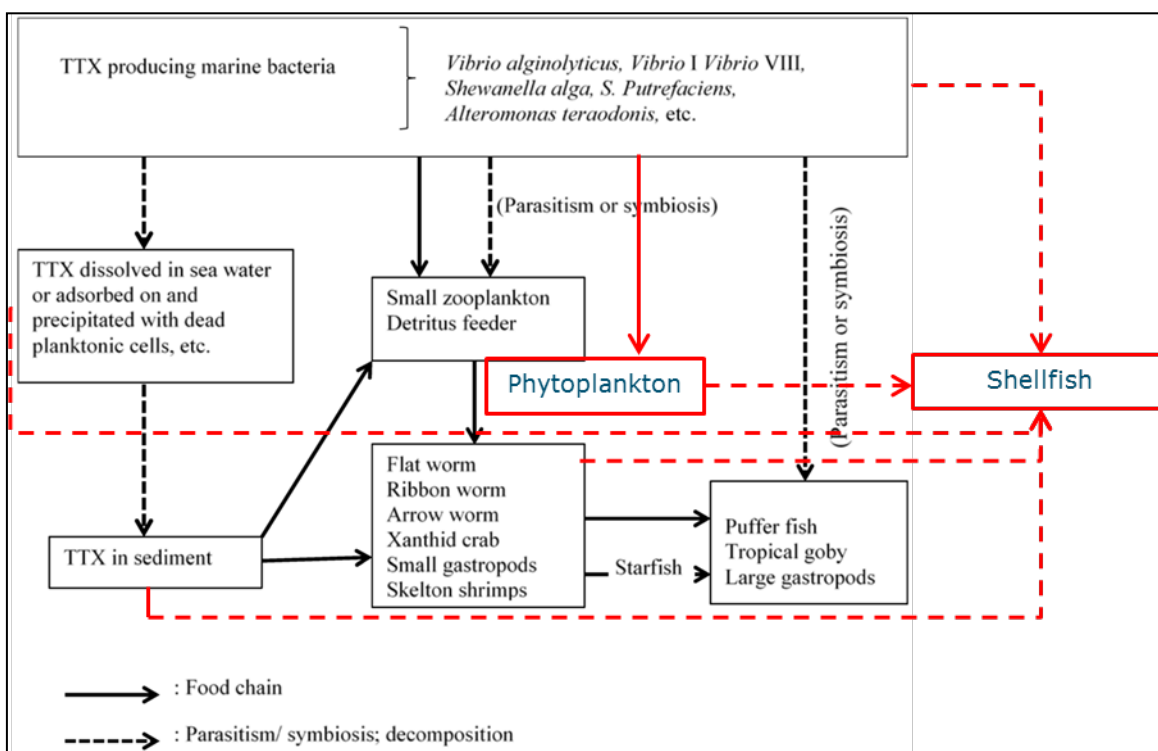 TTX producing marine bacteria
Vibrio alginolyticus, Vibrio I Vibrio VIII,
Shewanella alga, S. Putrefaciens,
Alteromonas teraodonis, etc.
(Parasitism or symbiosis)
(Parasitism or symbiosis)
TTX dissolved in sea water
or adsorbed on and
precipitated with dead
planktonic cells, etc.
Small zooplankton
Detritus feeder
Phytoplankton
Shellfish
Flat worm
Ribbon worm
Arrow worm
Xanthid crab
Small gastropods
Skelton shrimps
TTX in sediment
Starfish
Puffer fish
Tropical goby
Large gastropods
: Food chain
: Parasitism/ symbiosis; decomposition